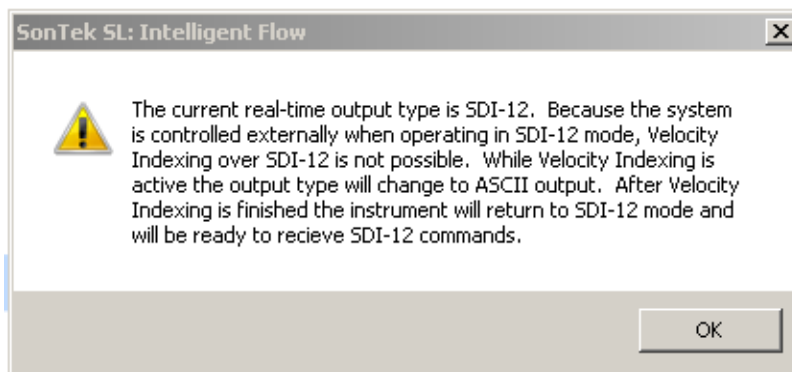 SonTek SL: Intelligent Flow
The current real-time output type is SDI-12. Because the system
is controlled externally when operating in SDI-12 mode, Velocity
Indexing over SDI-12 is not possible. While Velocity Indexing is
active the output type will change to ASCII output. After Velocity
Indexing is finished the instrument will return to SDI-12 mode and
will be ready to recieve SDI-12 commands.
OK